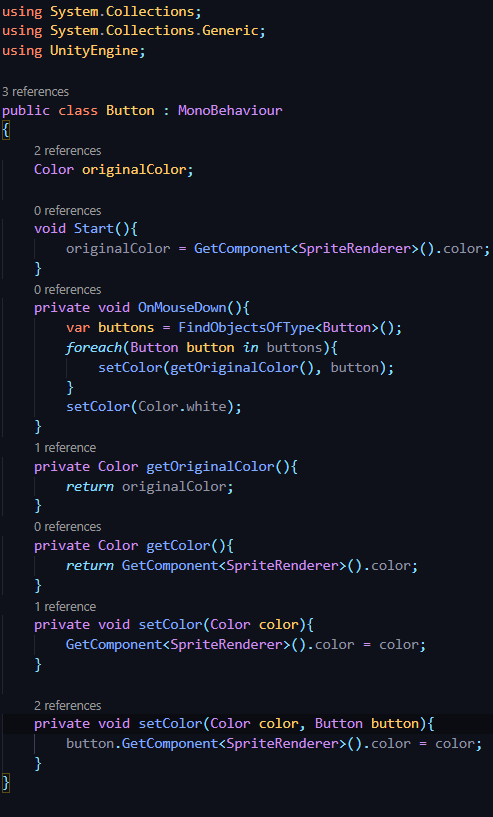 using System.Collections;
using System.Collections.Generic;
using UnityEngine;
3 references
public class Button : MonoBehaviour
{
2 references
Color originalColor;
0 references
void Start(){
originalColor = GetComponent<SpriteRenderer>().color;
}
0 references
private void OnMouseDown(){
var buttons = FindObjectsOfType<Button>();
foreach(Button button in buttons){
setColor(getOriginalColor(), button);
}
setColor(Color.white);
}
1 reference
private Color getOriginalColor(){
return originalColor;
}
0 references
private Color getColor(){
return GetComponent<SpriteRenderer>().color;
}
1 reference
private void setColor(Color color){
GetComponent<SpriteRenderer>().color = color;
}
2 references
private void setColor(Color color, Button button){
button.GetComponent<SpriteRenderer>().color = color;
}
}